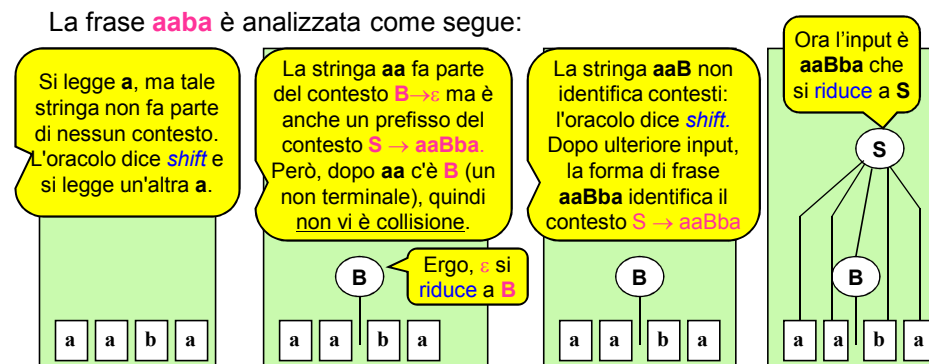 La frase aaba è analizzata come segue:
Si legge a, ma tale
stringa non fa parte
di nessun contesto.
L'oracolo dice shift e
si legge un'altra a.
a a b a
La stringa aa fa parte
del contesto B→ε ma è
anche un prefisso del
contesto S → aaBba.
Però, dopo aa c'è B (un
non terminale), quindi
non vi è collisione.
B
Ergo, ε si
riduce a B
a a b a
La stringa aaB non
identifica contesti:
l'oracolo dice shift.
Dopo ulteriore input,
la forma di frase
aaBba identifica il
contesto S → aaBba
B
a a b a
Ora l'input è
aaBba che
si riduce a S
S
B
a a b a